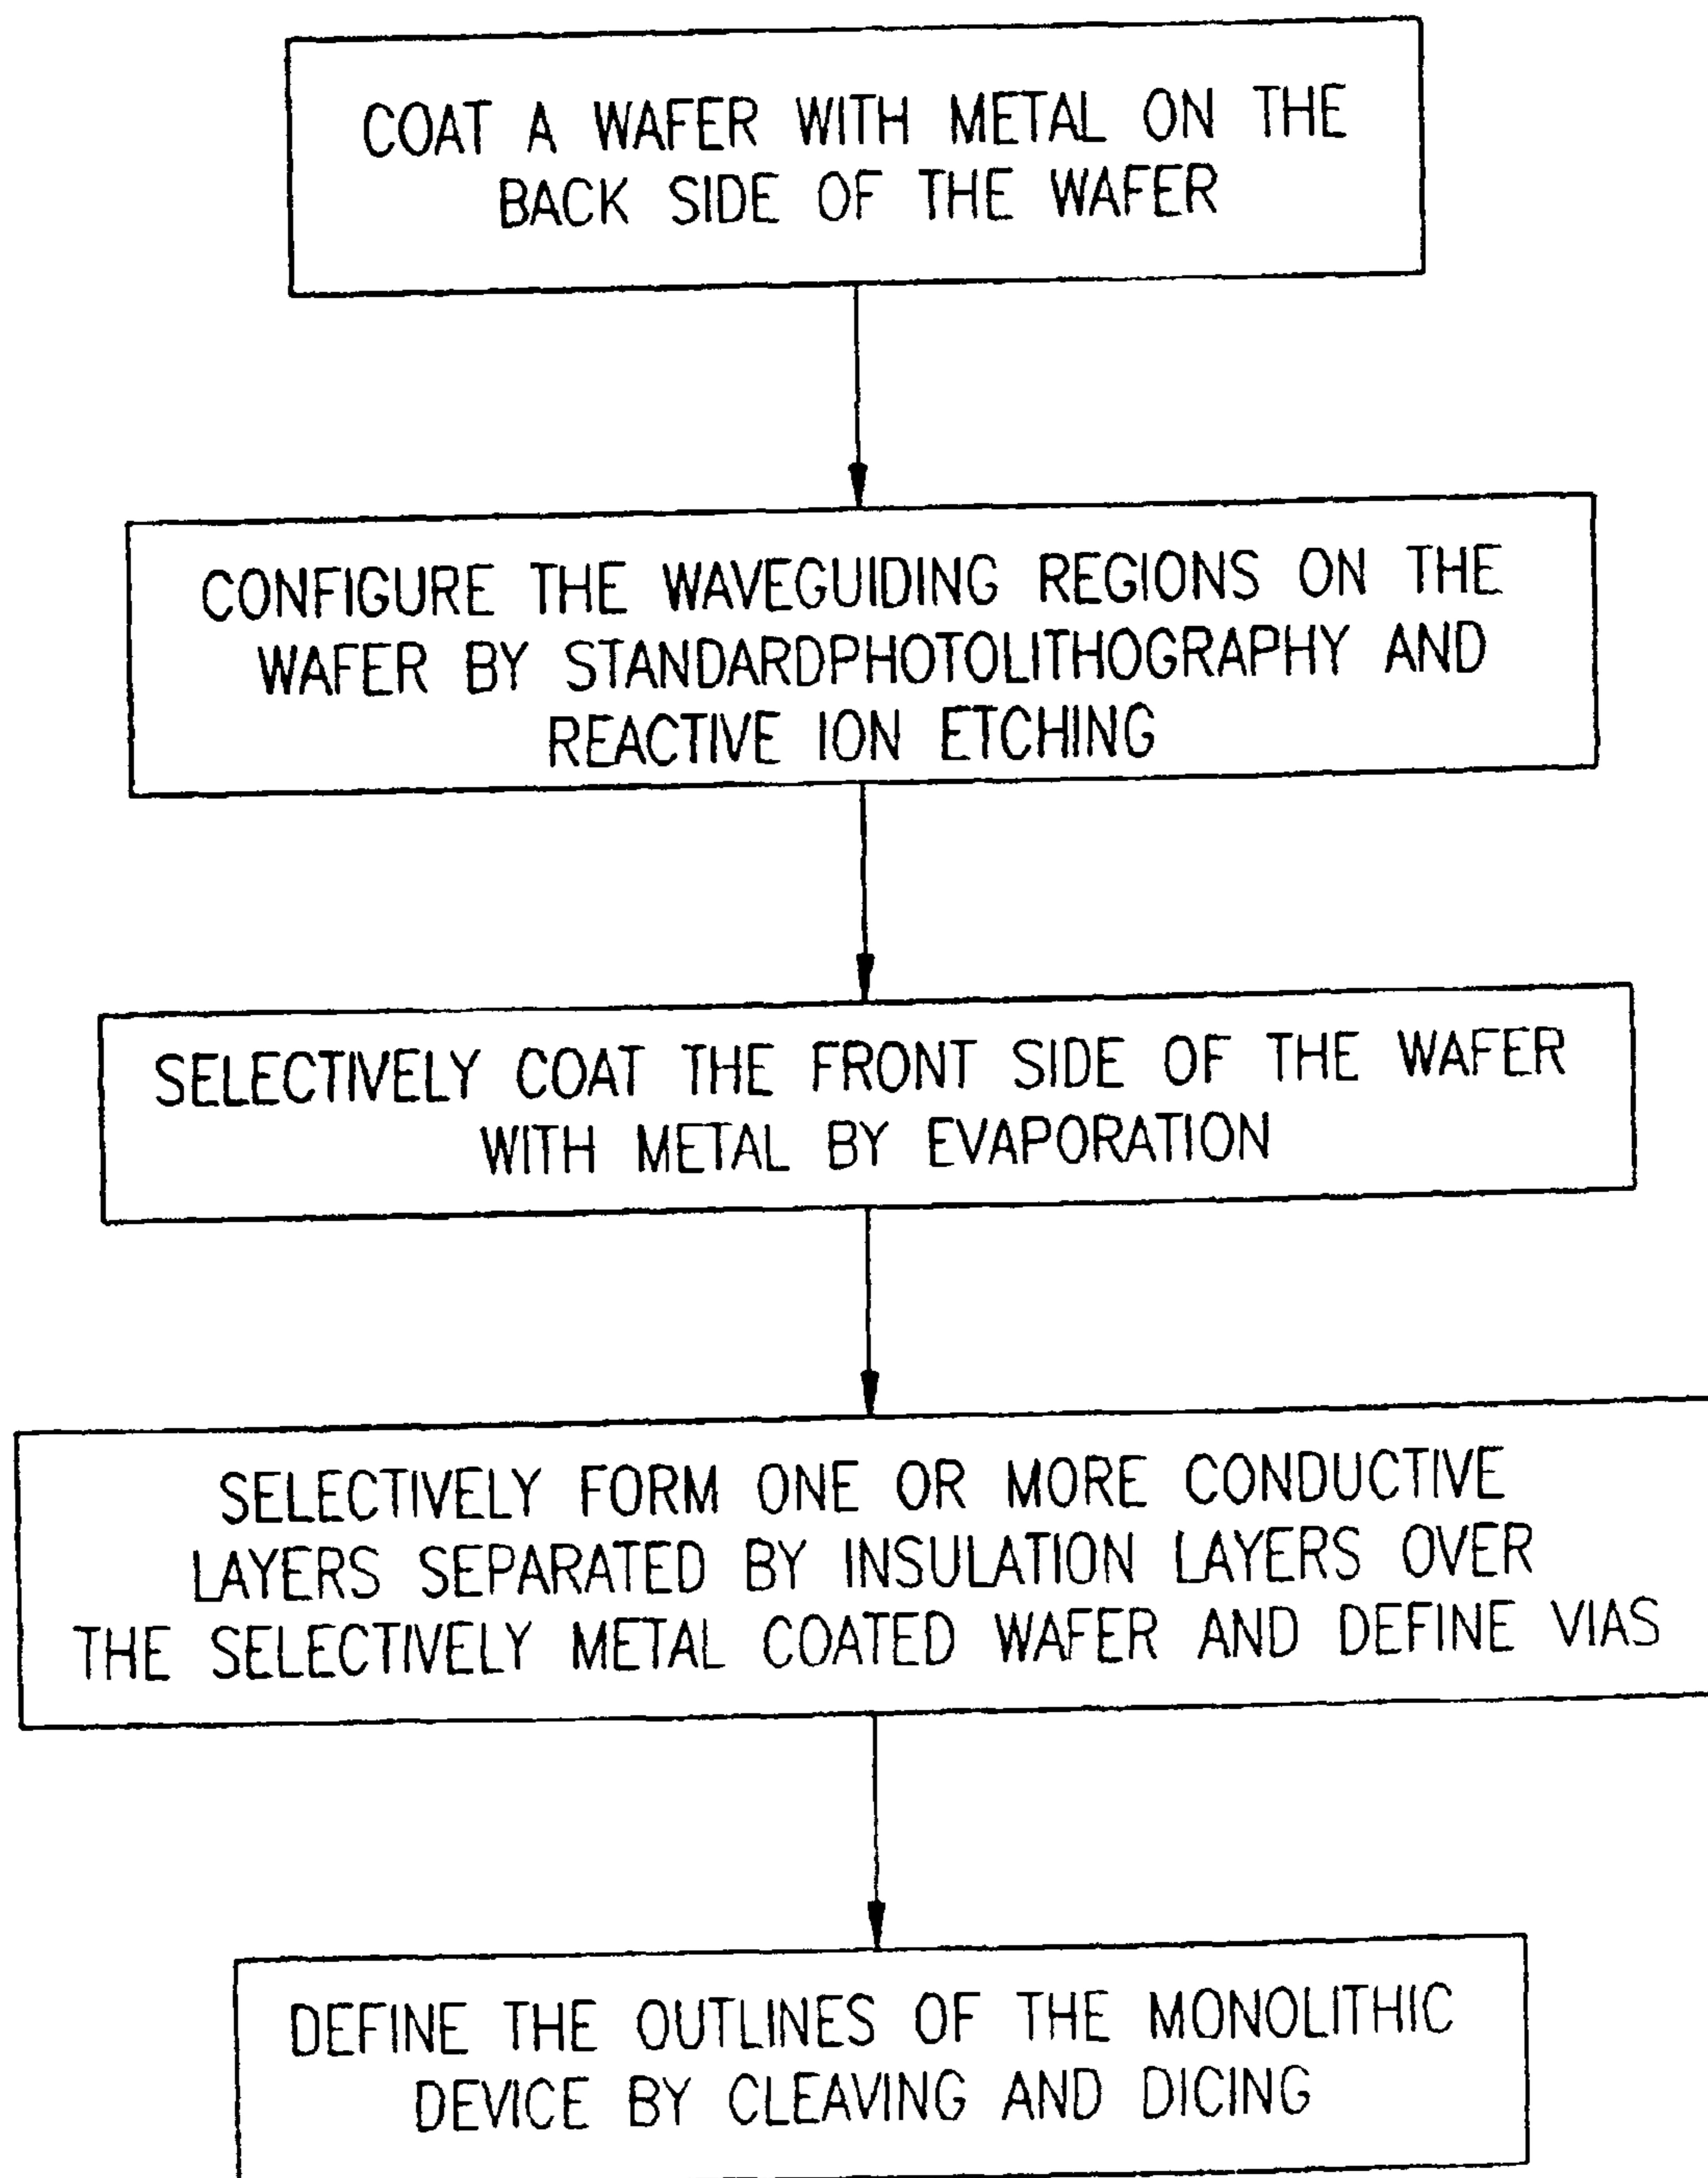 COAT A WAFER WITH METAL ON THE
BACK SIDE OF THE WAFER
CONFIGURE THE WAVEGUIDING REGIONS ON THE
WAFER BY STANDARDPHOTOLITHOGRAPHY AND
REACTIVE ION ETCHING
SELECTIVELY COAT THE FRONT SIDE OF THE WAFER
WITH METAL BY EVAPORATION
SELECTIVELY FORM ONE OR MORE CONDUCTIVE
LAYERS SEPARATED BY INSULATION LAYERS OVER
THE SELECTIVELY METAL COATED WAFER AND DEFINE VIAS
DEFINE THE OUTLINES OF THE MONOLITHIC
DEVICE BY CLEAVING AND DICING